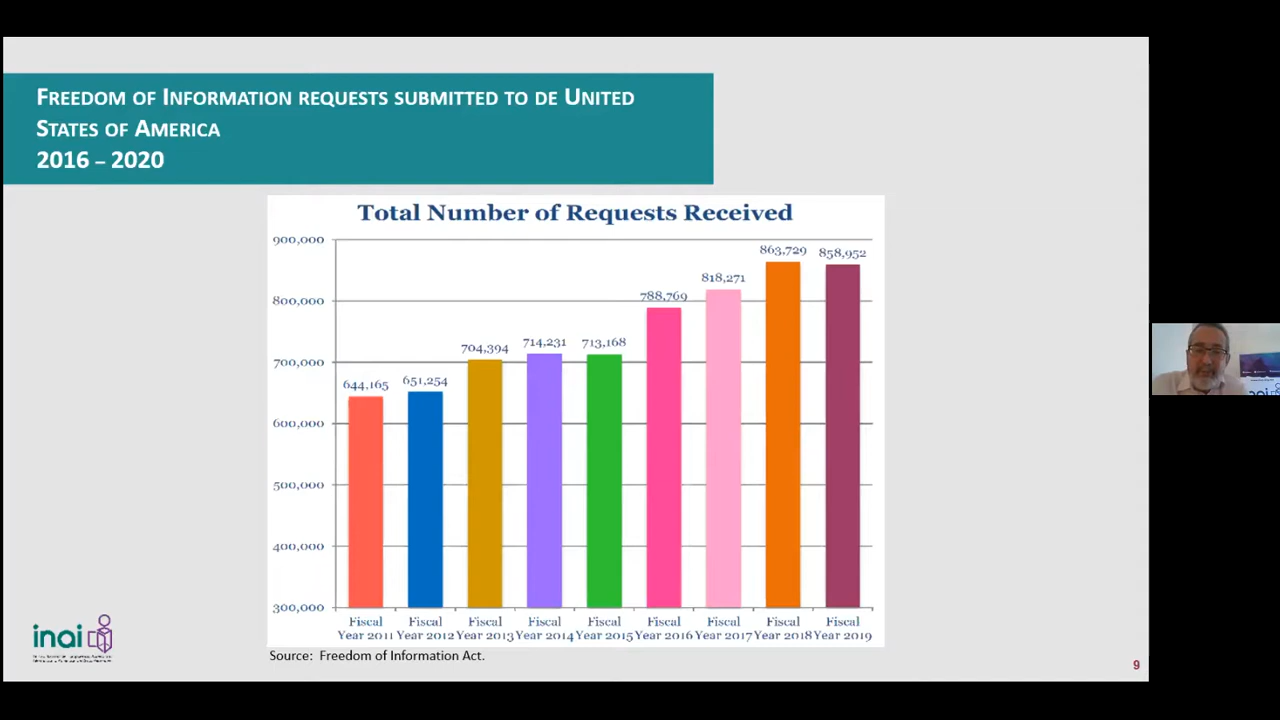 FREEDOM OF INFORMATION REQUESTS SUBMITTED TO DE UNITED
STATES OF AMERICA
2016 – 2020
Total Number of Requests Received
900,000
800,000
700,000
600,000
500,000
400,000
300,000
644,165
651,254
704,394
714,231
713,168
788,769
818,271
863,729
858,952
Fiscal Year 2011
Fiscal Year 2012
Fiscal Year 2013
Fiscal Year 2014
Fiscal Year 2015
Fiscal Year 2016
Fiscal Year 2017
Fiscal Year 2018
Fiscal Year 2019
Source: Freedom of Information Act.
inai
9
inai